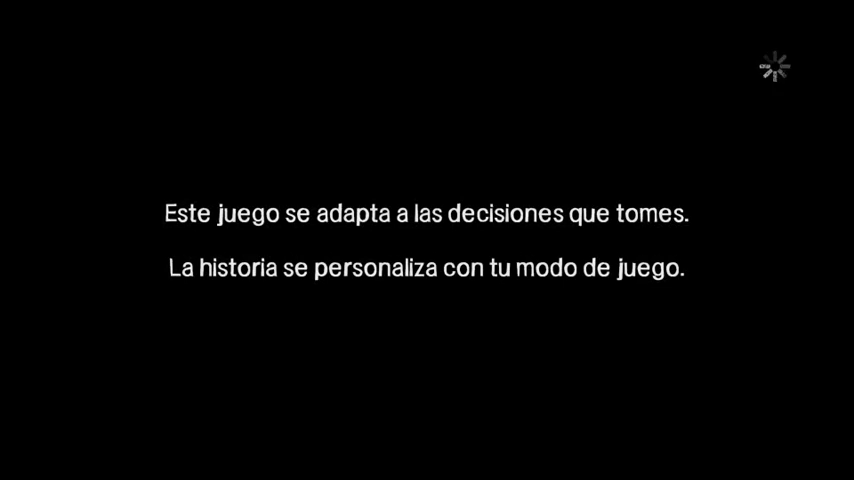 Este juego se adapta a las decisiones que tomes.
La historia se personaliza con tu modo de juego.